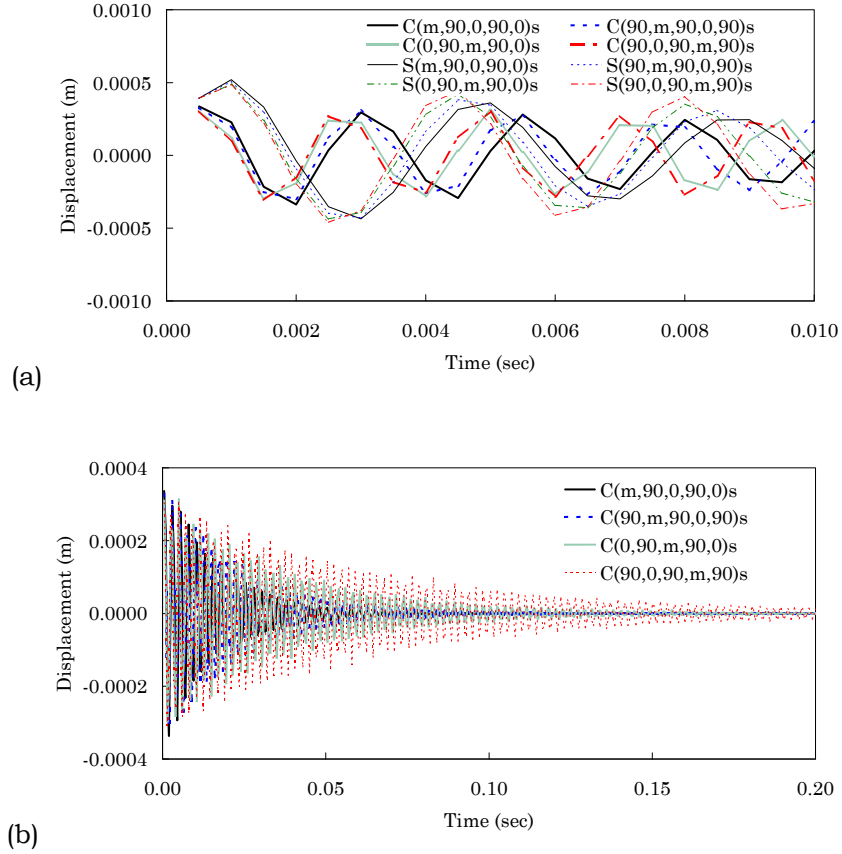 0.0010
C(m,90,0,90,0)s C(90,m,90,0,90)s
C(0,90,m,90,0)s C(90,0,90,m,90)s
0.0005
S(m,90,0,90,0)s S(90,m,90,0,90)s
S(0,90,m,90,0)s S(90,0,90,m,90)s
0.0000
-0.0005
-0.0010
Displacement (m)
0.000 0.002 0.004 0.006 0.008 0.010
Time (sec)
(a)
0.0004
C(m,90,0,90,0)s
C(90,m,90,0,90)s
0.0002
C(0,90,m,90,0)s
C(90,0,90,m,90)s
0.0000
-0.0002
-0.0004
Displacement (m)
0.00 0.05 0.10 0.15 0.20
Time (sec)
(b)